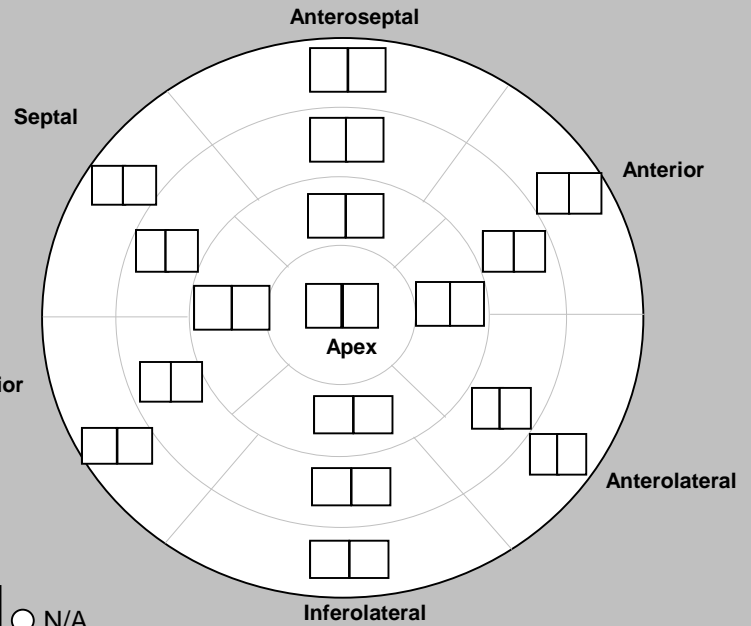 Anteroseptal
Septal
Anterior
Apex
ior
Anterolateral
Inferolateral
N/A